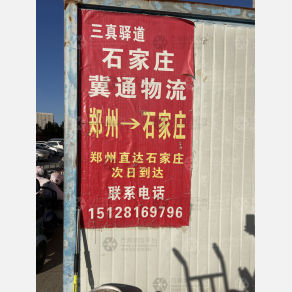 三真驿道
石家庄
冀通物流
郑州→石家庄
郑州直达石家庄
次日到达
联系电话
15128169796